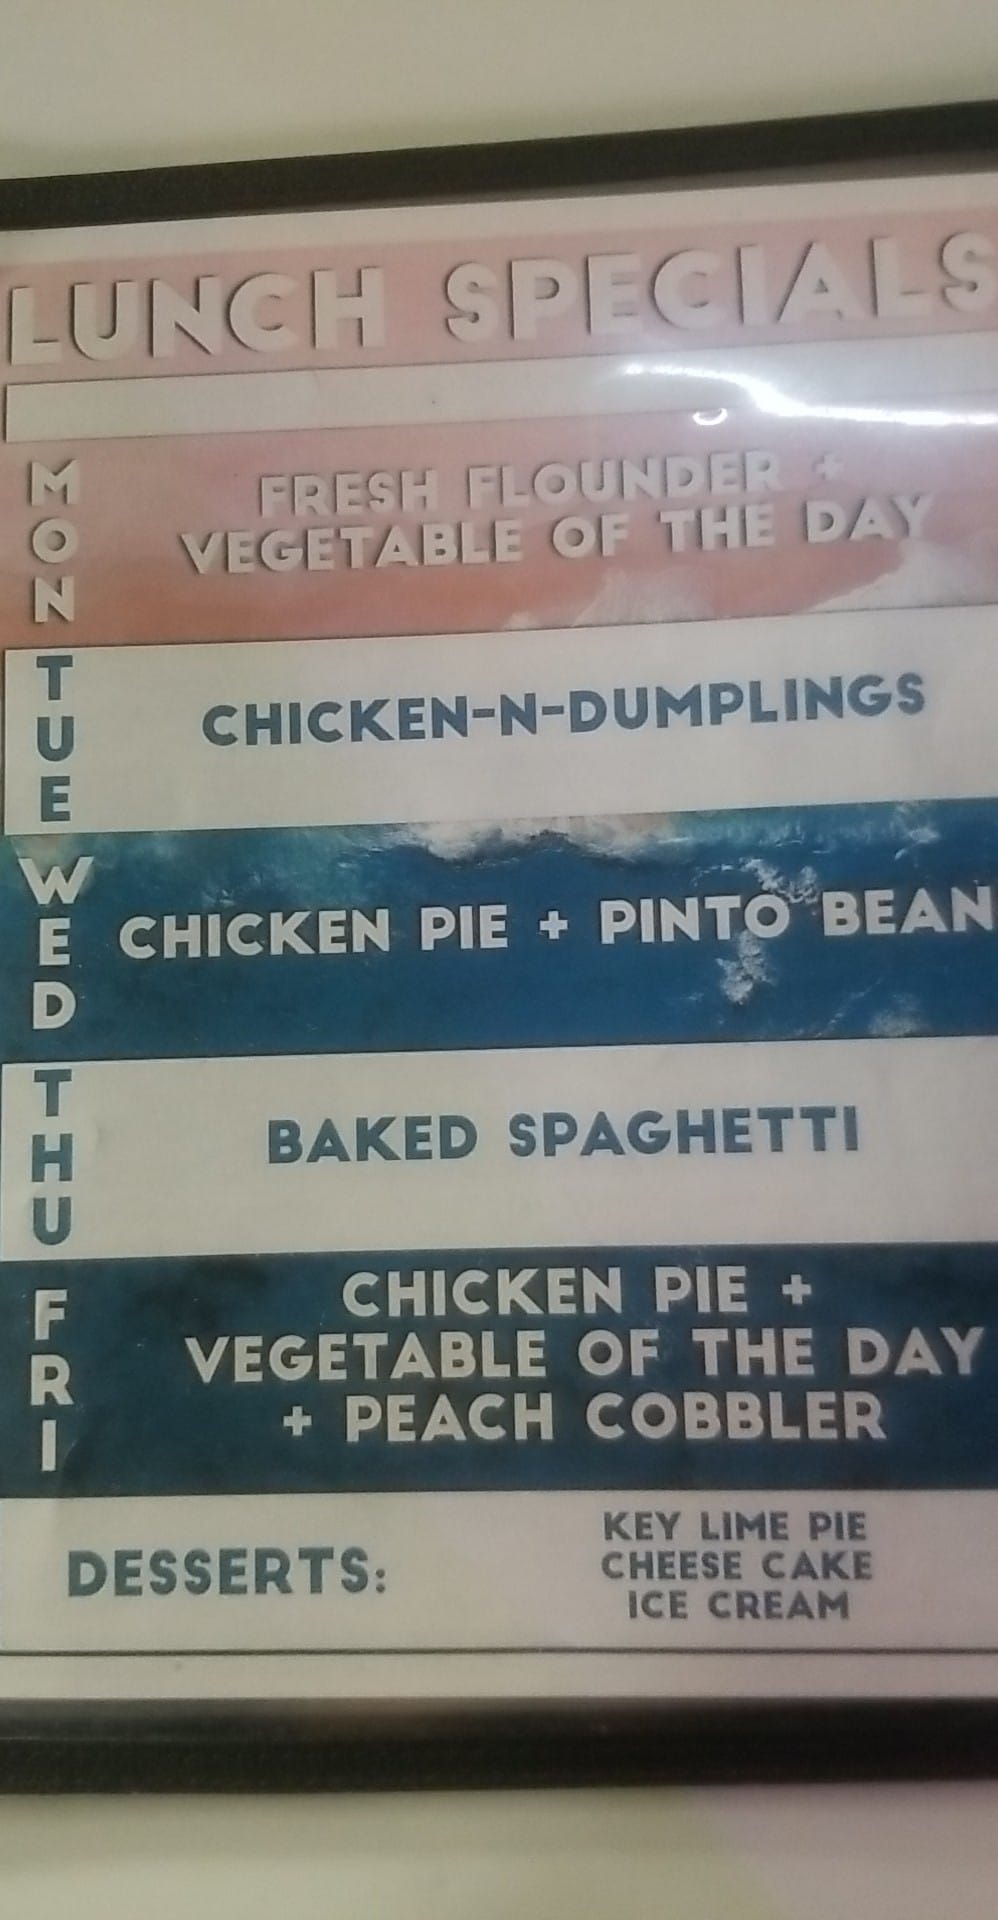 LUNCH SPECIALS
MON
FRESH FLOUNDER +
VEGETABLE OF THE DAY
TUE
CHICKEN-N-DUMPLINGS
WED
CHICKEN PIE + PINTO BEAN
THU
BAKED SPAGHETTI
FRI
CHICKEN PIE +
VEGETABLE OF THE DAY
+ PEACH COBBLER
DESSERTS:
KEY LIME PIE
CHEESE CAKE
ICE CREAM